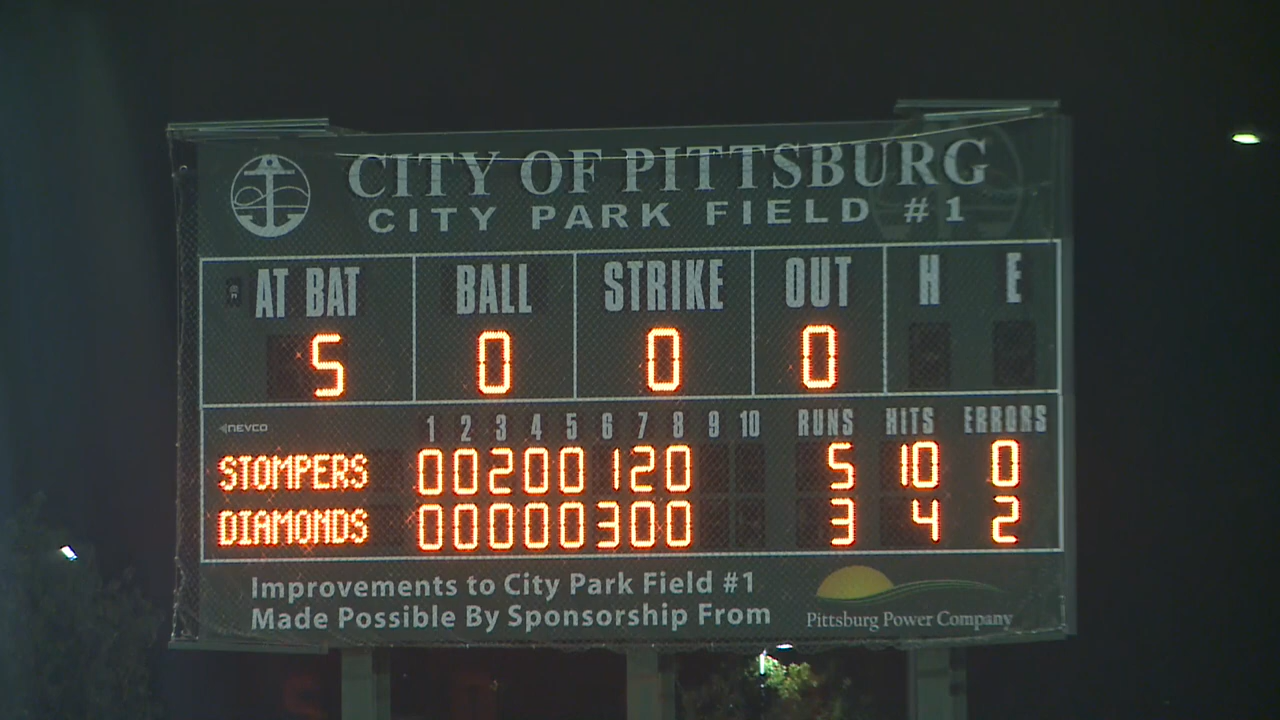 CITY OF PITTSBURG
CITY PARK FIELD #1
AT BAT BALL STRIKE OUT H E
5 0 0 0
NEVCO 1 2 3 4 5 6 7 8 9 10 RUNS HITS ERRORS
STOMPERS 0 0 2 0 0 1 2 0 5 10 0
DIAMONDS 0 0 0 0 0 3 0 0 3 4 2
Improvements to City Park Field #1
Made Possible By Sponsorship From
Pittsburg Power Company